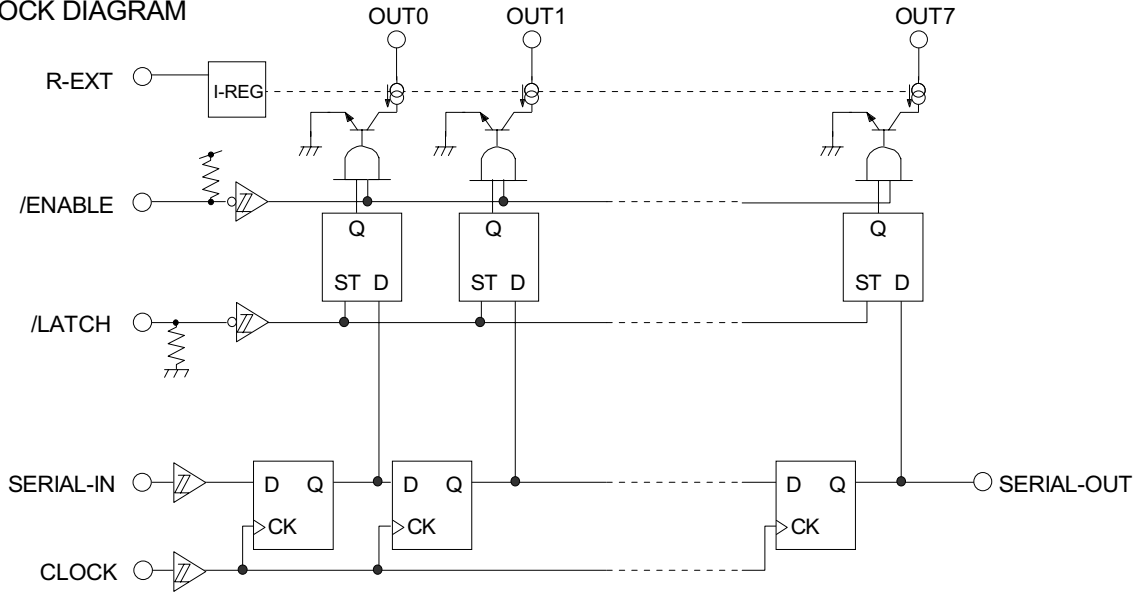 OCK DIAGRAM
OUT0 OUT1 OUT7
R-EXT
I-REG
/ENABLE
Q Q Q
ST D ST D ST D
/LATCH
SERIAL-IN D Q D Q D Q SERIAL-OUT
CK CK CK
CLOCK